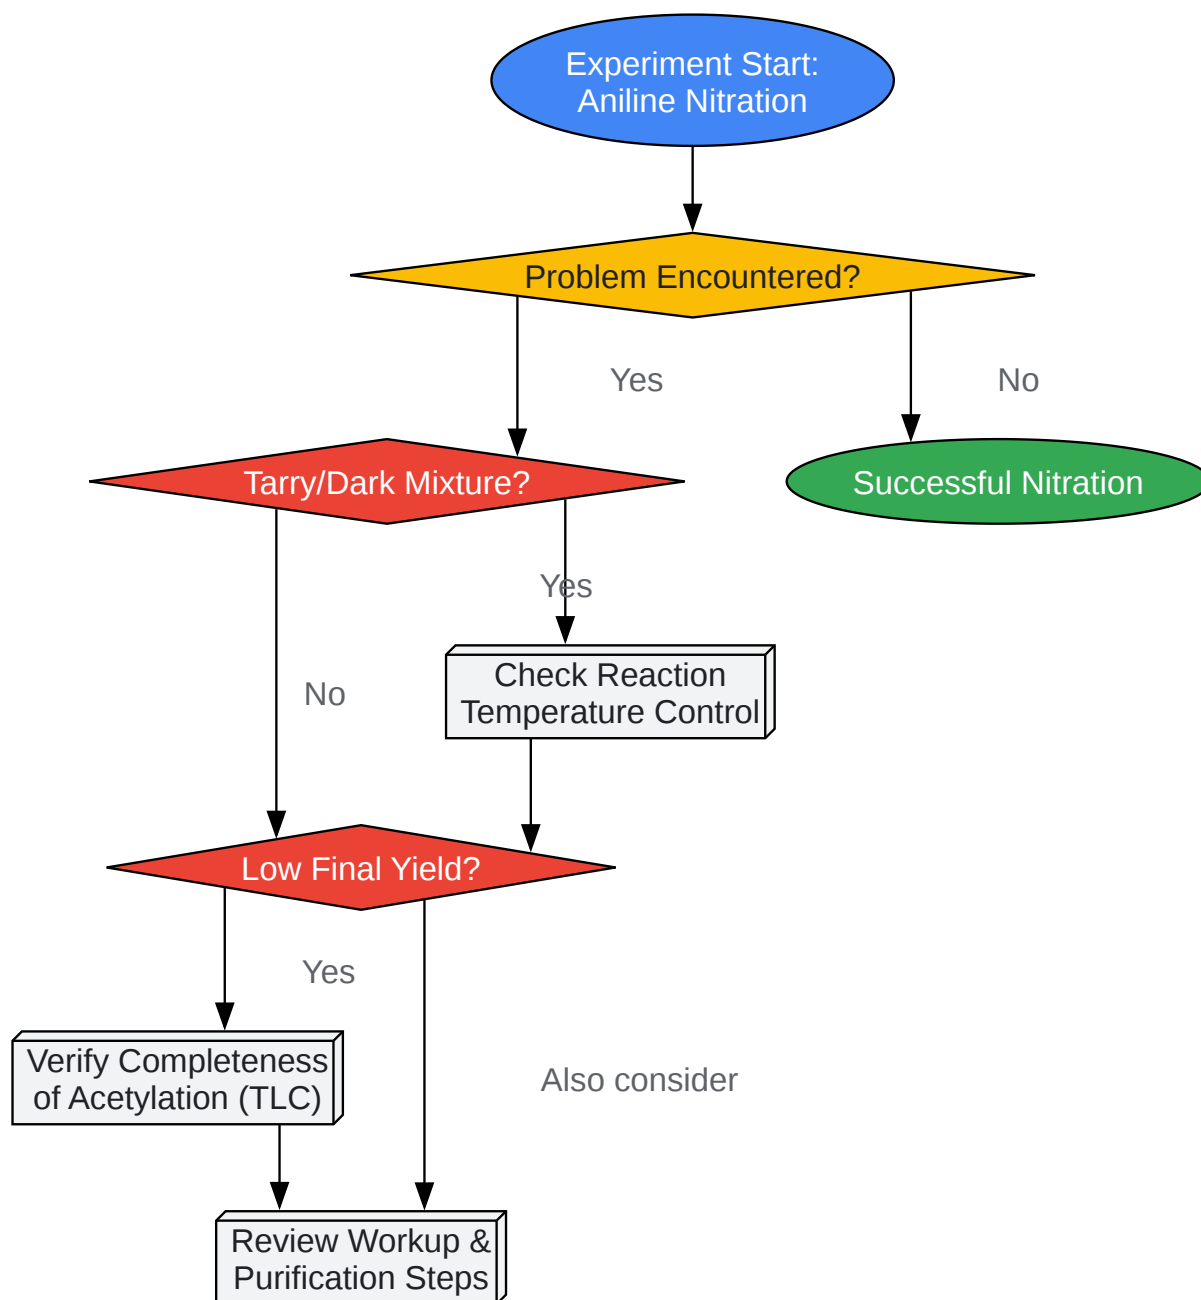 Experiment Start:
Aniline Nitration
Problem Encountered?
Yes
No
Tarry/Dark Mixture?
Successful Nitration
Yes
No
Check Reaction
Temperature Control
Low Final Yield?
Yes
Verify Completeness
of Acetylation (TLC)
Also consider
Review Workup &
Purification Steps